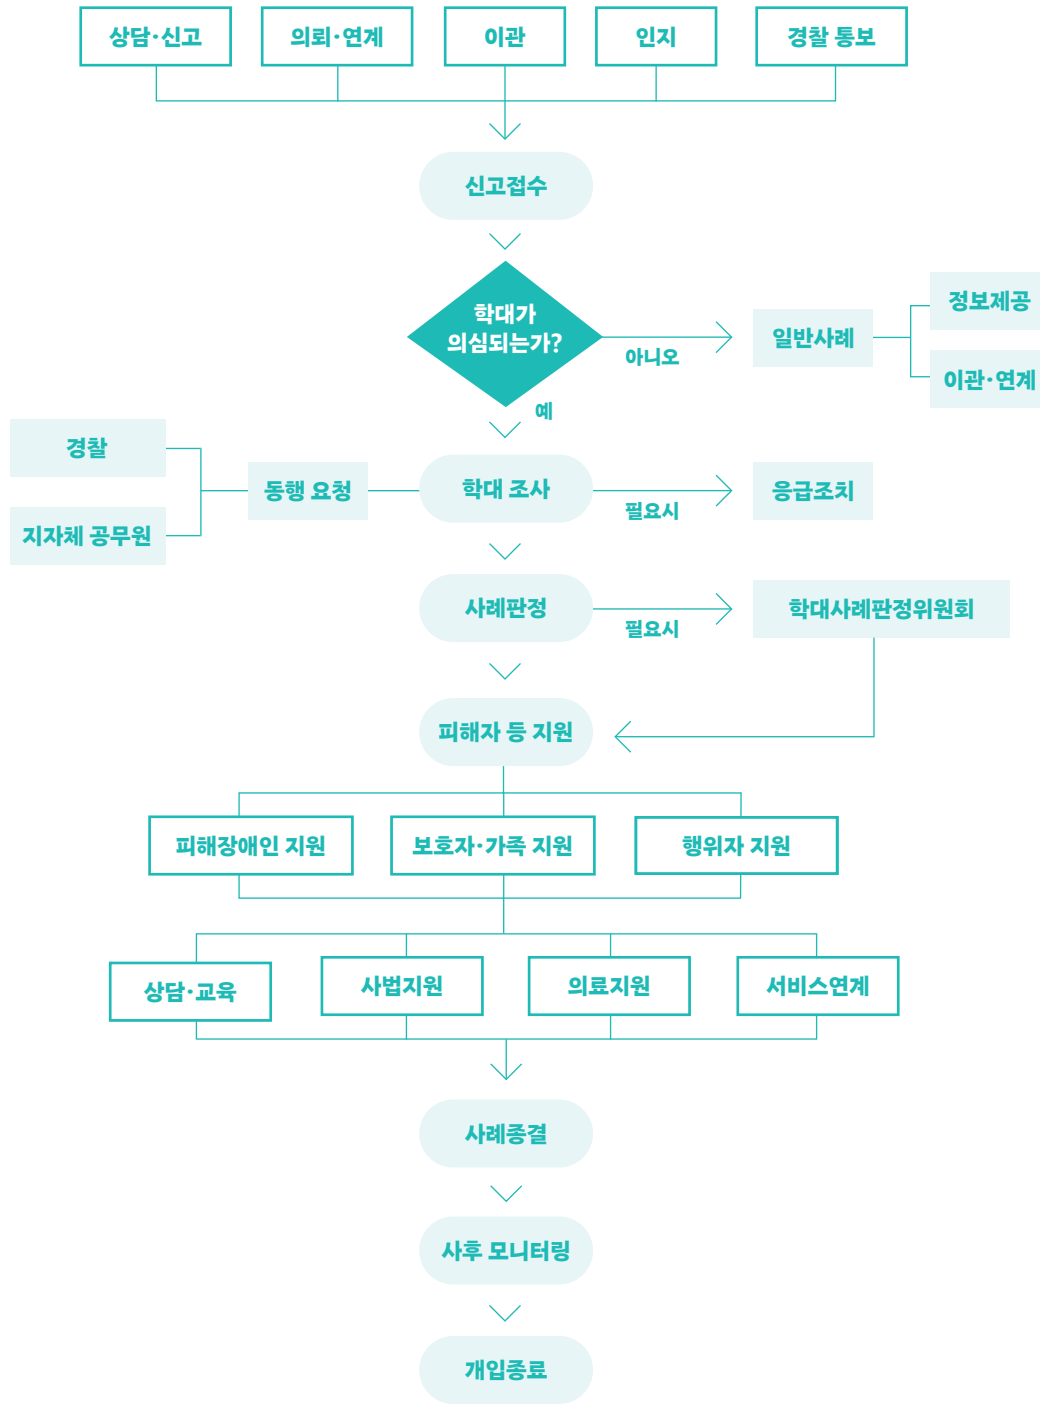 상담·신고
의뢰·연계
이관
인지
경찰 통보
신고접수
학대가
의심되는가?
아니오
일반사례
정보제공
이관·연계
예
경찰
지자체 공무원
동행 요청
학대 조사
필요시
응급조치
사례판정
필요시
학대사례판정위원회
피해자 등 지원
피해장애인 지원
보호자·가족 지원
행위자 지원
상담·교육
사법지원
의료지원
서비스연계
사례종결
사후 모니터링
개입종료